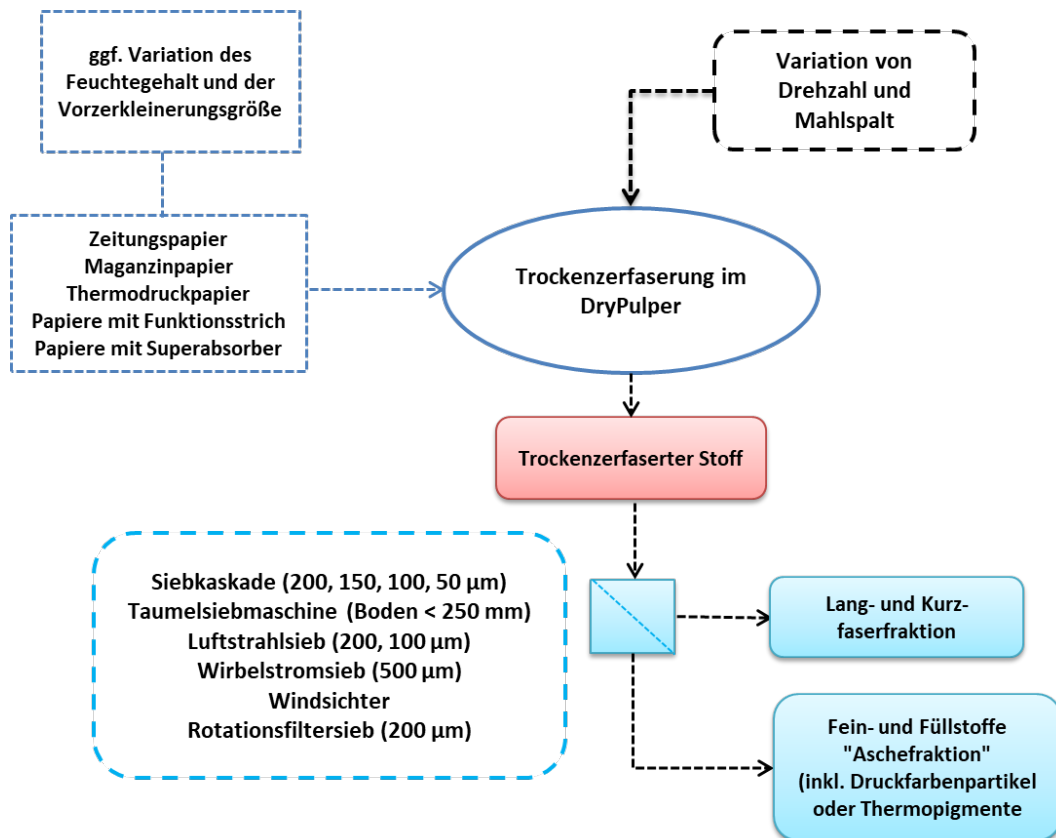 ggf. Variation des
Feuchtegehalt und der
Vorzerkleinerungsgröße
Variation von
Drehzahl und
Mahlspalt
Zeitungspapier
Maganzinpapier
Thermodruckpapier
Papiere mit Funktionsstrich
Papiere mit Superabsorber
Trockenzerfaserung im
DryPulper
Trockenzerfaserter Stoff
Siebkaskade (200, 150, 100, 50 µm)
Taumelsiebmaschine (Boden < 250 mm)
Luftstrahlsieb (200, 100 µm)
Wirbelstromsieb (500 µm)
Windsichter
Rotationsfiltersieb (200 µm)
Lang- und Kurz-
faserfraktion
Fein- und Füllstoffe
"Aschefraktion"
(inkl. Druckfarbenpartikel
oder Thermopigmente